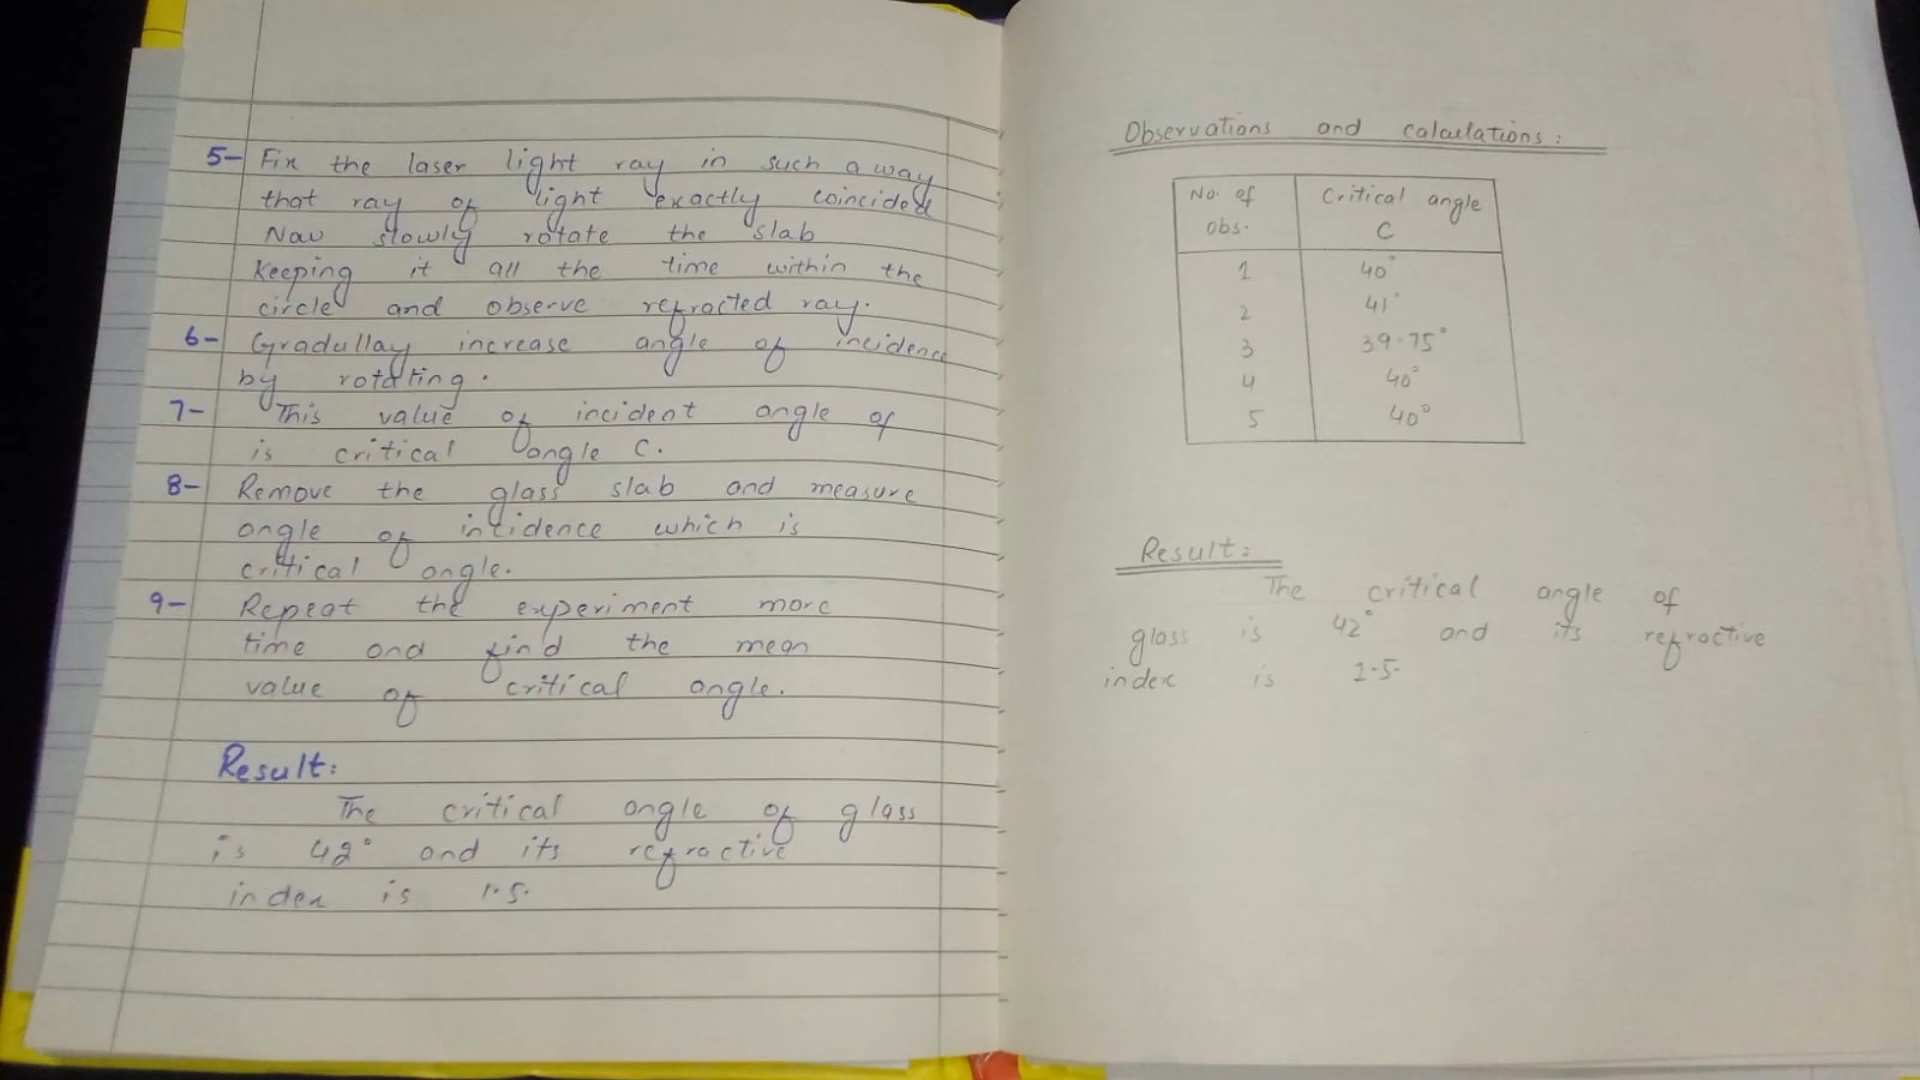 5- Fix the laser light ray in such a way
that ray of light exactly coincided
Now slowly rotate the slab
Keeping it all the time within the
circle and observe refracted ray.
6- Gradullay increase angle of incidence
by rotating.
7- This value of incident angle of
is critical angle C.
8- Remove the glass slab and measure
angle of incidence which is
critical angle.
9- Repeat the experiment more
time and find the mean
value of critical angle.
Result:
The critical angle of glass
is 42° and its refractive
index is 1.5.
Observations and calculations:
No. of obs. Critical angle C
1 40°
2 41°
3 39.75°
4 40°
5 40°
Result:
The critical angle of
glass is 42° and its refractive
index is 1.5.